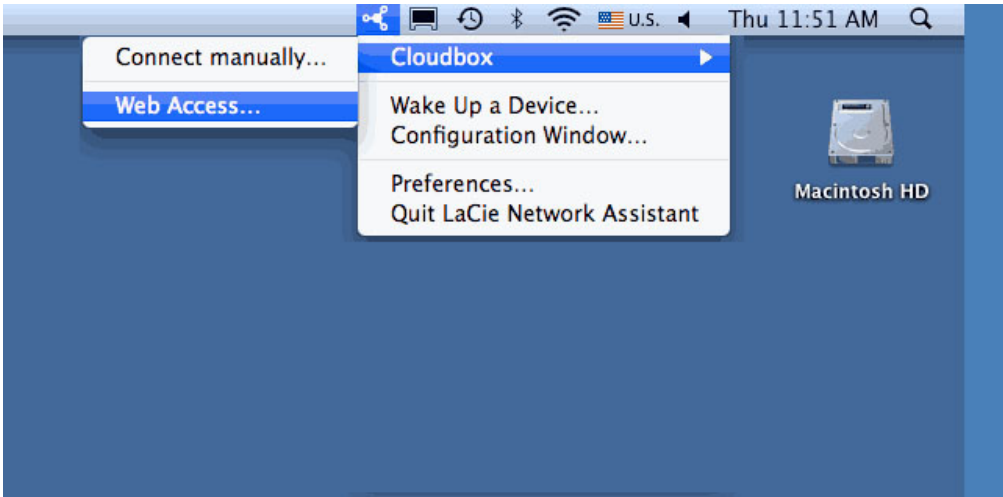 U.S. Thu 11:51 AM
Connect manually...
Web Access...
Cloudbox
Wake Up a Device...
Configuration Window...
Preferences...
Quit LaCie Network Assistant
Macintosh HD